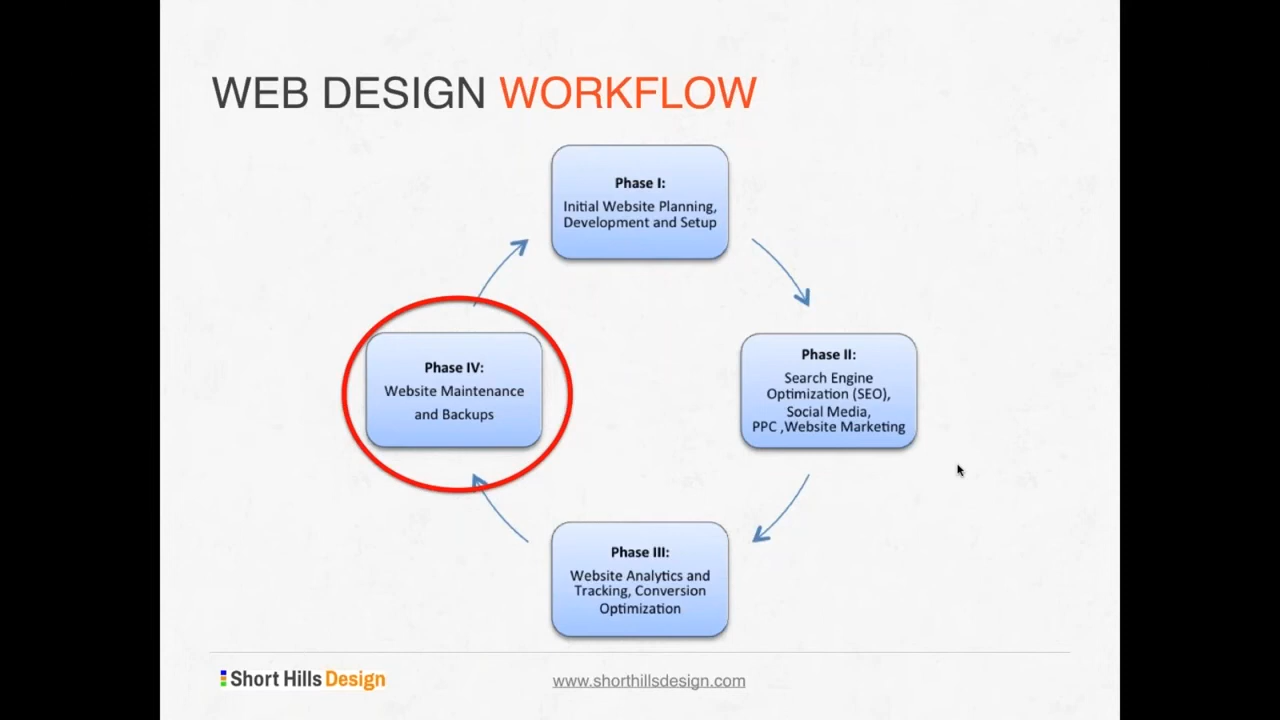 WEB DESIGN WORKFLOW
Phase I:
Initial Website Planning,
Development and Setup
Phase IV:
Website Maintenance
and Backups
Phase II:
Search Engine
Optimization (SEO),
Social Media,
PPC ,Website Marketing
Phase III:
Website Analytics and
Tracking, Conversion
Optimization
Short Hills Design
www.shorthillsdesign.com